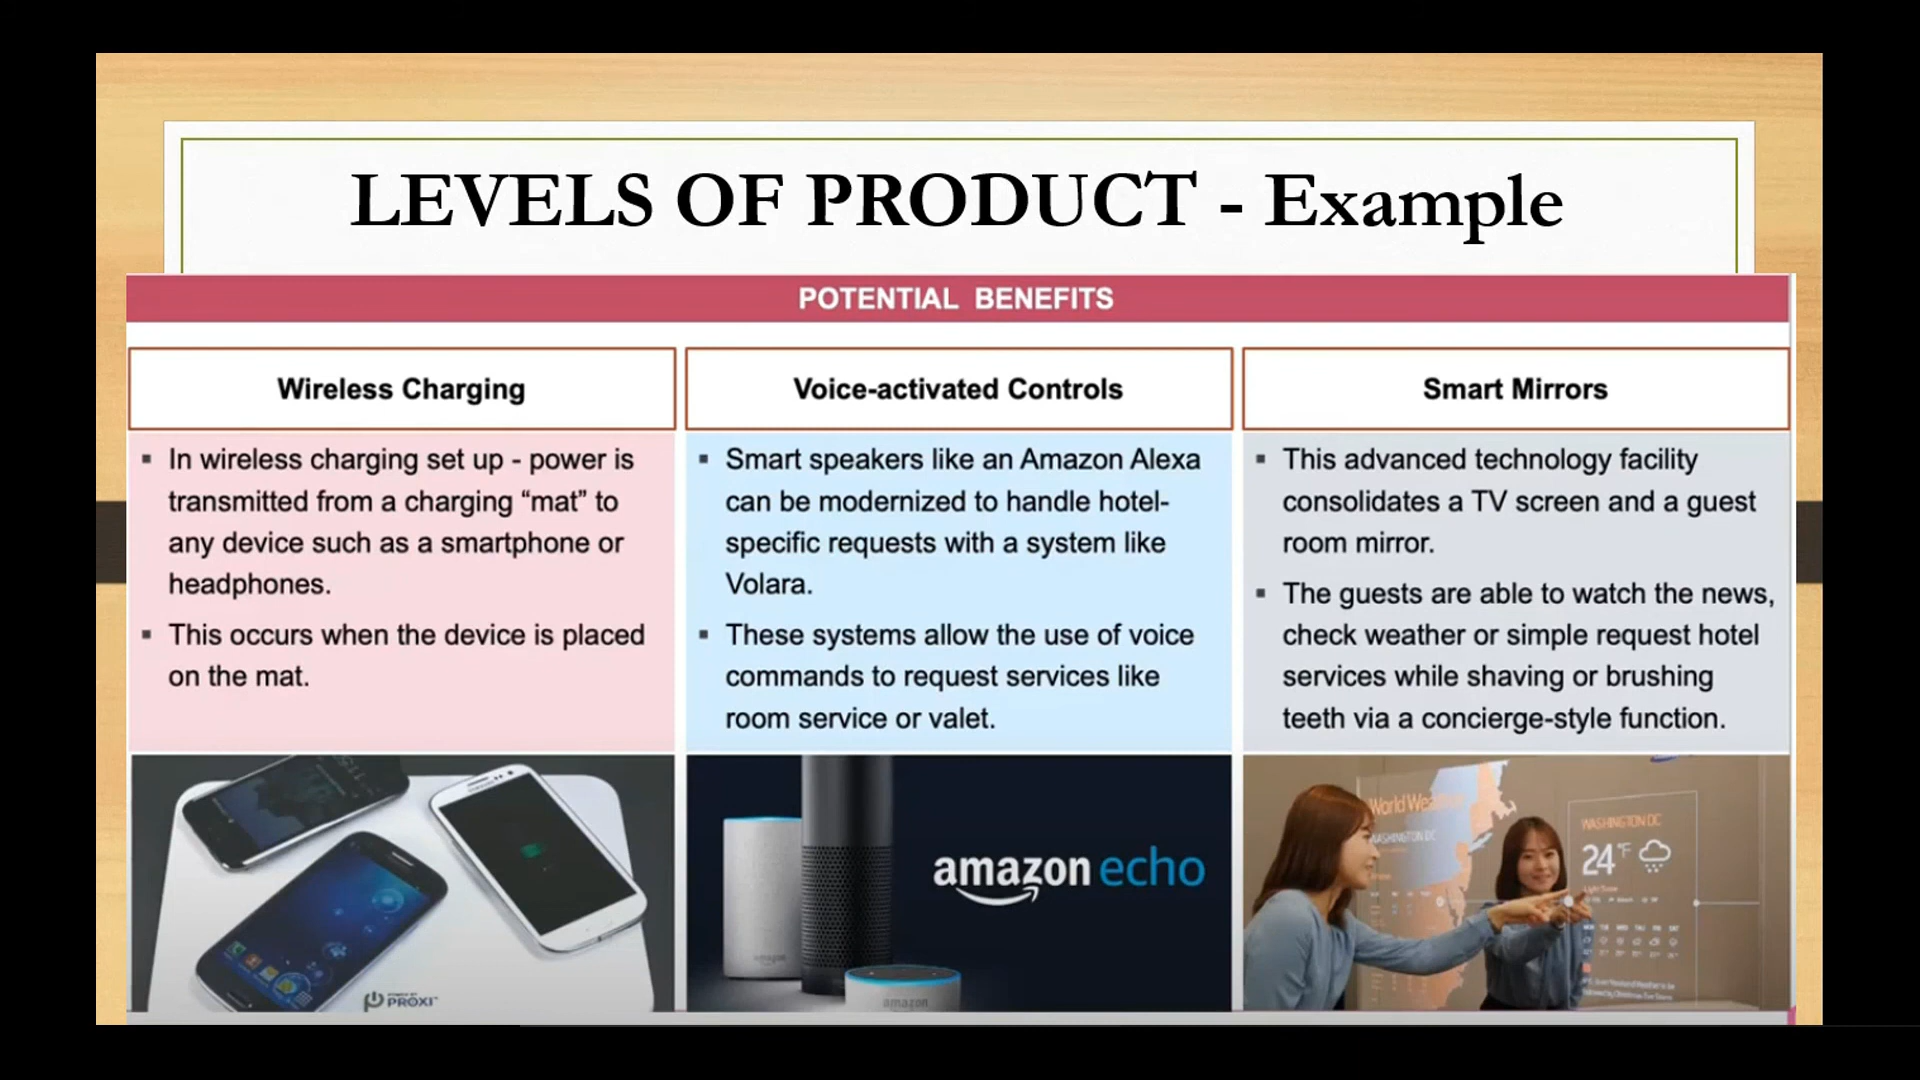 LEVELS OF PRODUCT - Example
POTENTIAL BENEFITS
Wireless Charging
▪ In wireless charging set up - power is
transmitted from a charging “mat” to
any device such as a smartphone or
headphones.
▪ This occurs when the device is placed
on the mat.
Voice-activated Controls
▪ Smart speakers like an Amazon Alexa
can be modernized to handle hotel-
specific requests with a system like
Volara.
▪ These systems allow the use of voice
commands to request services like
room service or valet.
Smart Mirrors
▪ This advanced technology facility
consolidates a TV screen and a guest
room mirror.
▪ The guests are able to watch the news,
check weather or simple request hotel
services while shaving or brushing
teeth via a concierge-style function.
PROXI
amazon echo
amazon
amazon
World
WASHINGTON DC
WASHINGTON DC
24°F